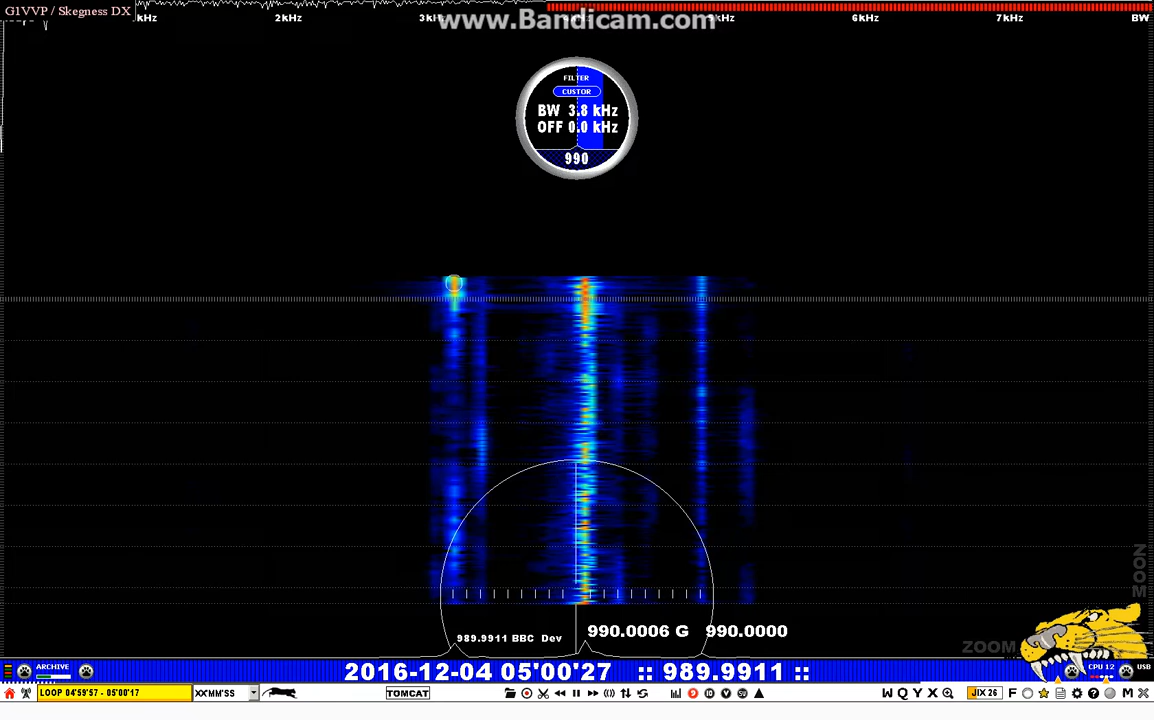 G1VVP / Skegness DX
kHz 2kHz 3kHz 6kHz 7kHz BW
www.Bandicam.com
FILTER
CUSTOR
BW 3.8 kHz
OFF 0.0 kHz
990
MOON
ZOOM
989.9911 BBC Dev 990.0006 G 990.0000
ARCHIVE
2016-12-04 05'00'27 :: 989.9911 ::
CPU 12 USB
LOOP 04'59'57 - 05'00'17 XX'MM'SS TOMCAT
W Q Y X JIX 26 F M